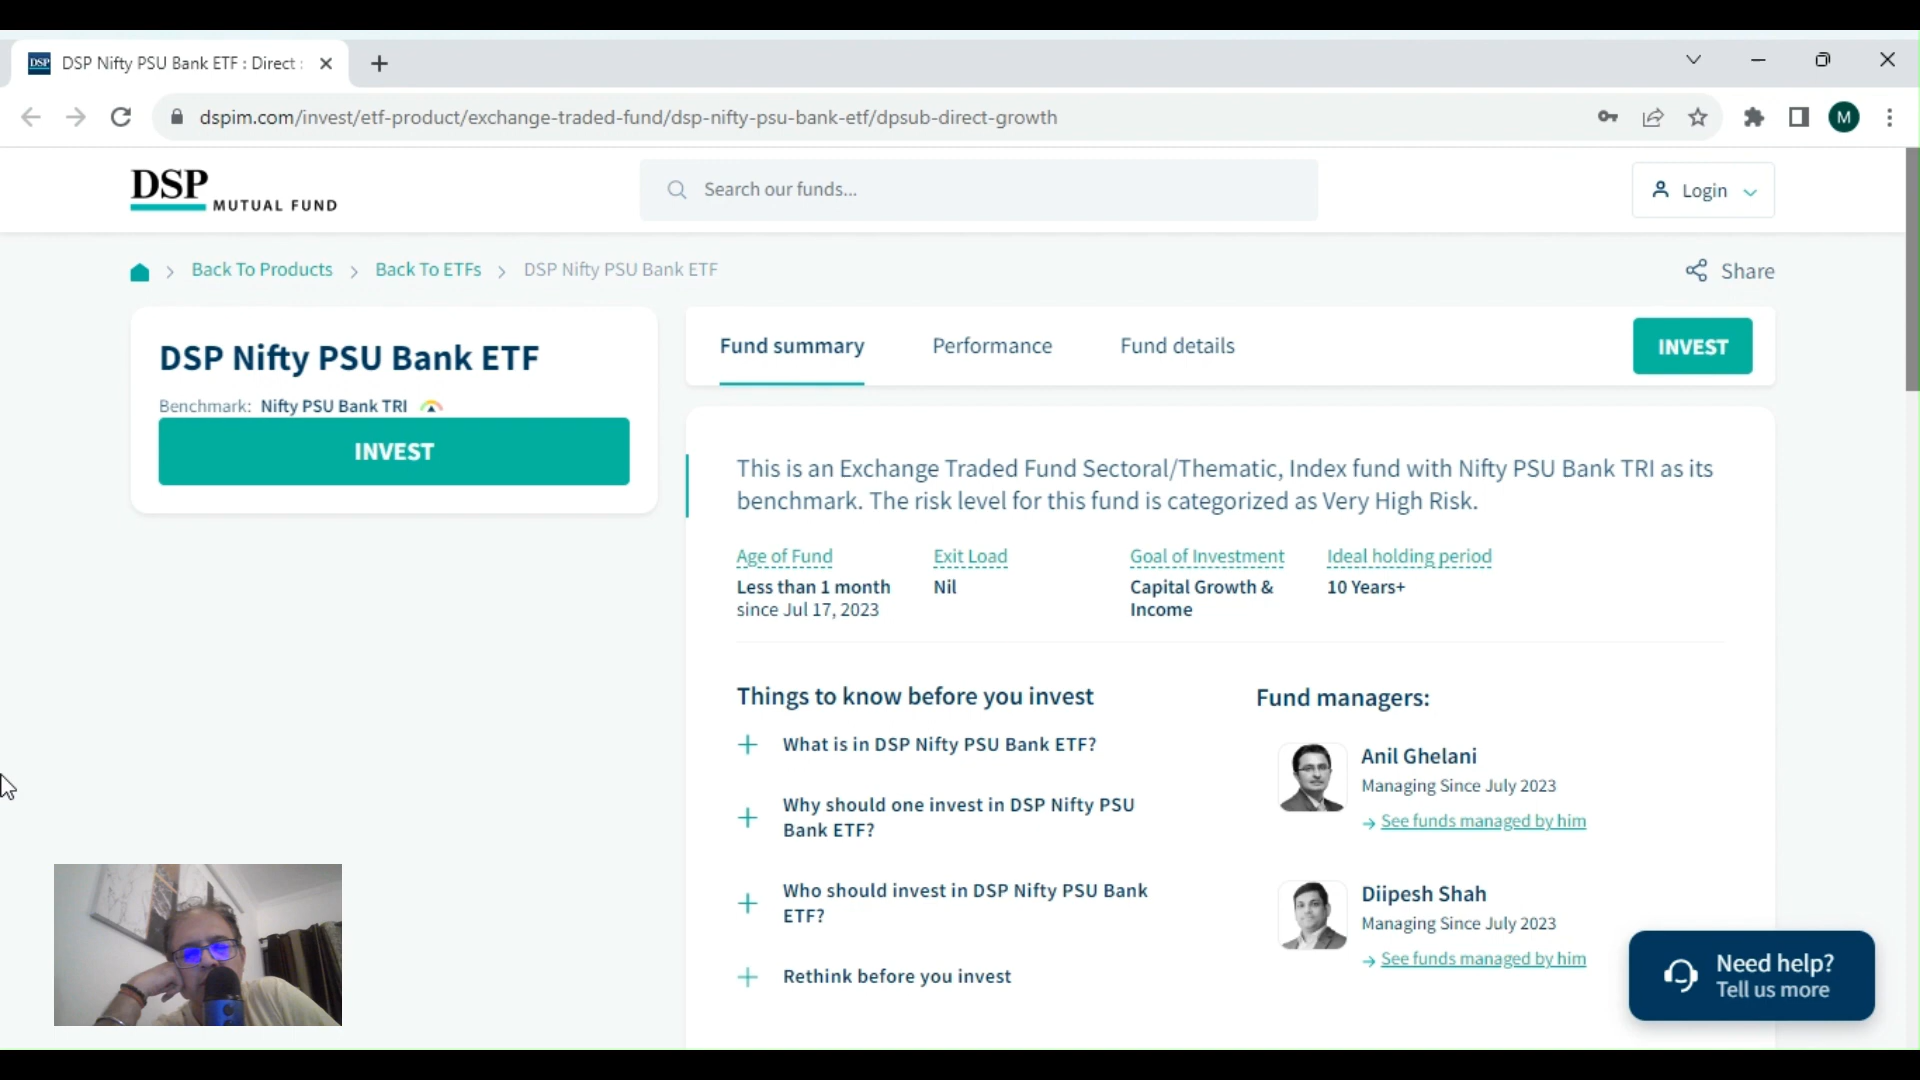 DSP
DSP Nifty PSU Bank ETF : Direct :
dspim.com/invest/etf-product/exchange-traded-fund/dsp-nifty-psu-bank-etf/dpsub-direct-growth
M
DSP MUTUAL FUND
Search our funds...
Login
Back To Products
Back To ETFs
DSP Nifty PSU Bank ETF
Share
DSP Nifty PSU Bank ETF
Benchmark: Nifty PSU Bank TRI
INVEST
Fund summary
Performance
Fund details
INVEST
This is an Exchange Traded Fund Sectoral/Thematic, Index fund with Nifty PSU Bank TRI as its
benchmark. The risk level for this fund is categorized as Very High Risk.
Age of Fund
Less than 1 month
since Jul 17, 2023
Exit Load
Nil
Goal of Investment
Capital Growth &
Income
Ideal holding period
10 Years+
Things to know before you invest
What is in DSP Nifty PSU Bank ETF?
Why should one invest in DSP Nifty PSU
Bank ETF?
Who should invest in DSP Nifty PSU Bank
ETF?
Rethink before you invest
Fund managers:
Anil Ghelani
Managing Since July 2023
See funds managed by him
Diipesh Shah
Managing Since July 2023
See funds managed by him
Need help?
Tell us more